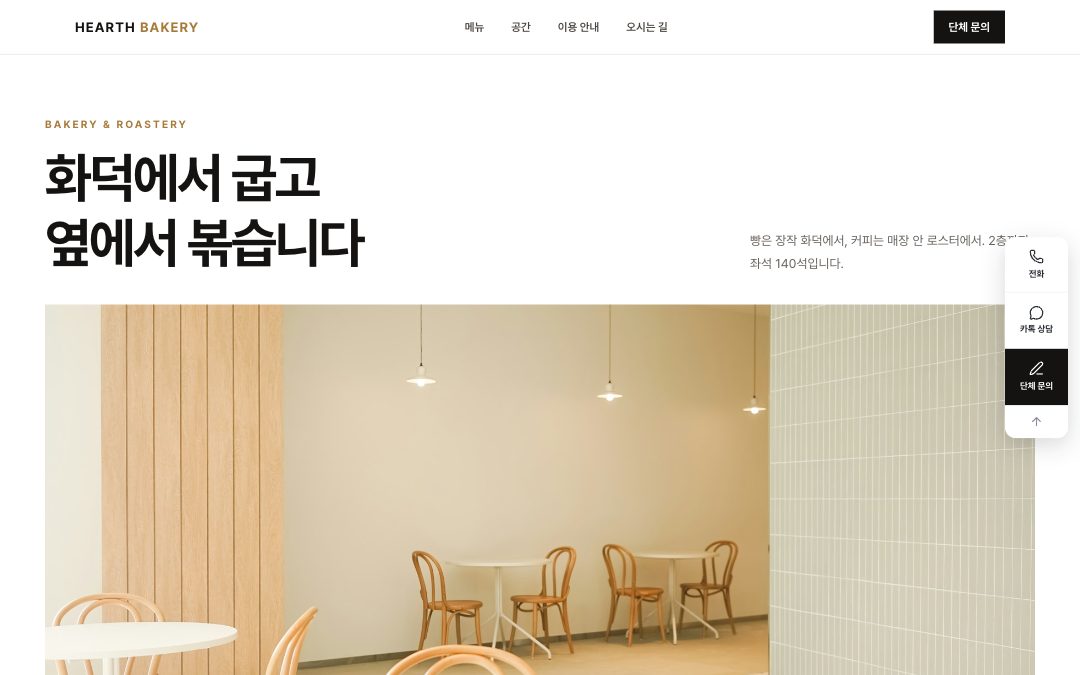 HEARTH BAKERY
메뉴
공간
이용 안내
오시는 길
단체 문의
BAKERY & ROASTERY
화덕에서 굽고
옆에서 볶습니다
빵은 장작 화덕에서, 커피는 매장 안 로스터에서.
좌석 140석입니다.
전화
카톡 상담
단체 문의